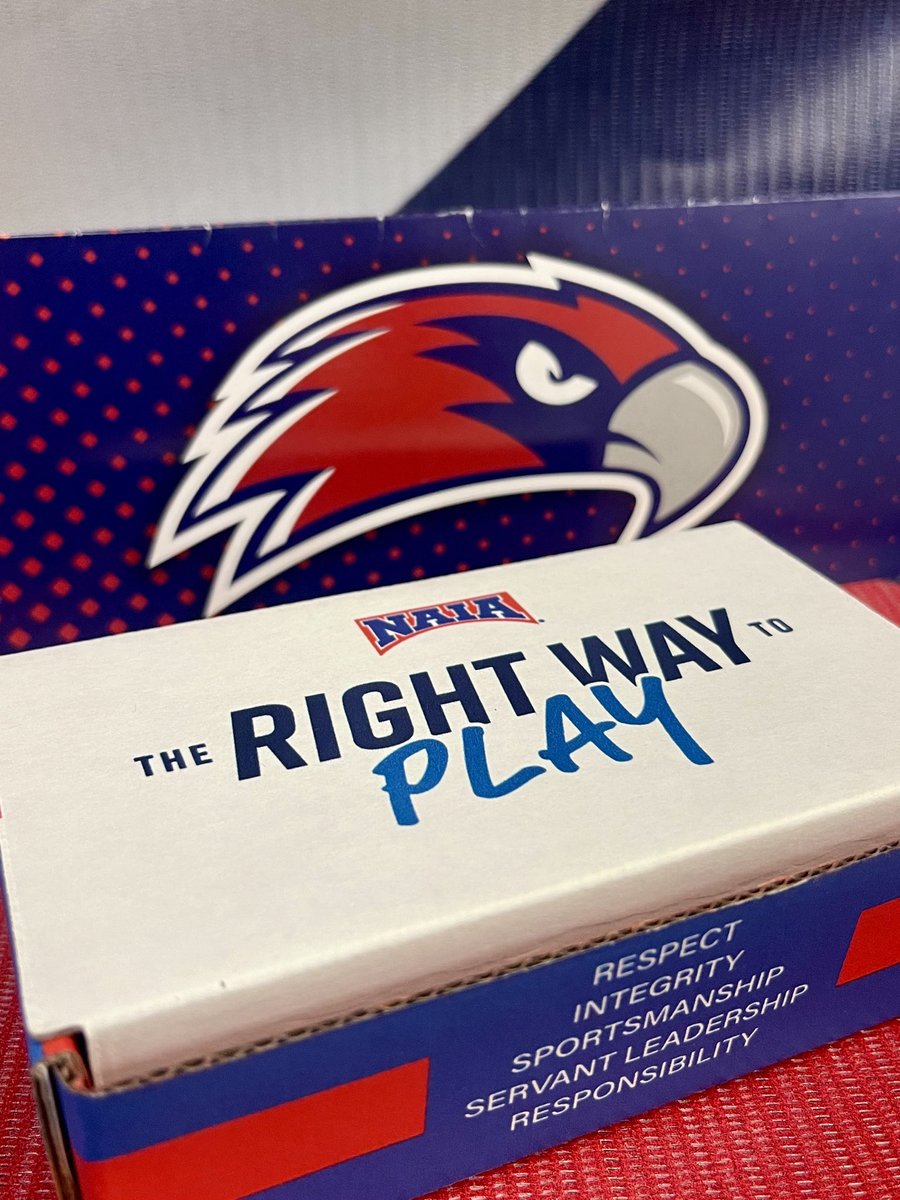 NAIA
THE RIGHT WAY TO
PLAY
RESPECT
INTEGRITY
SPORTSMANSHIP
SERVANT LEADERSHIP
RESPONSIBILITY